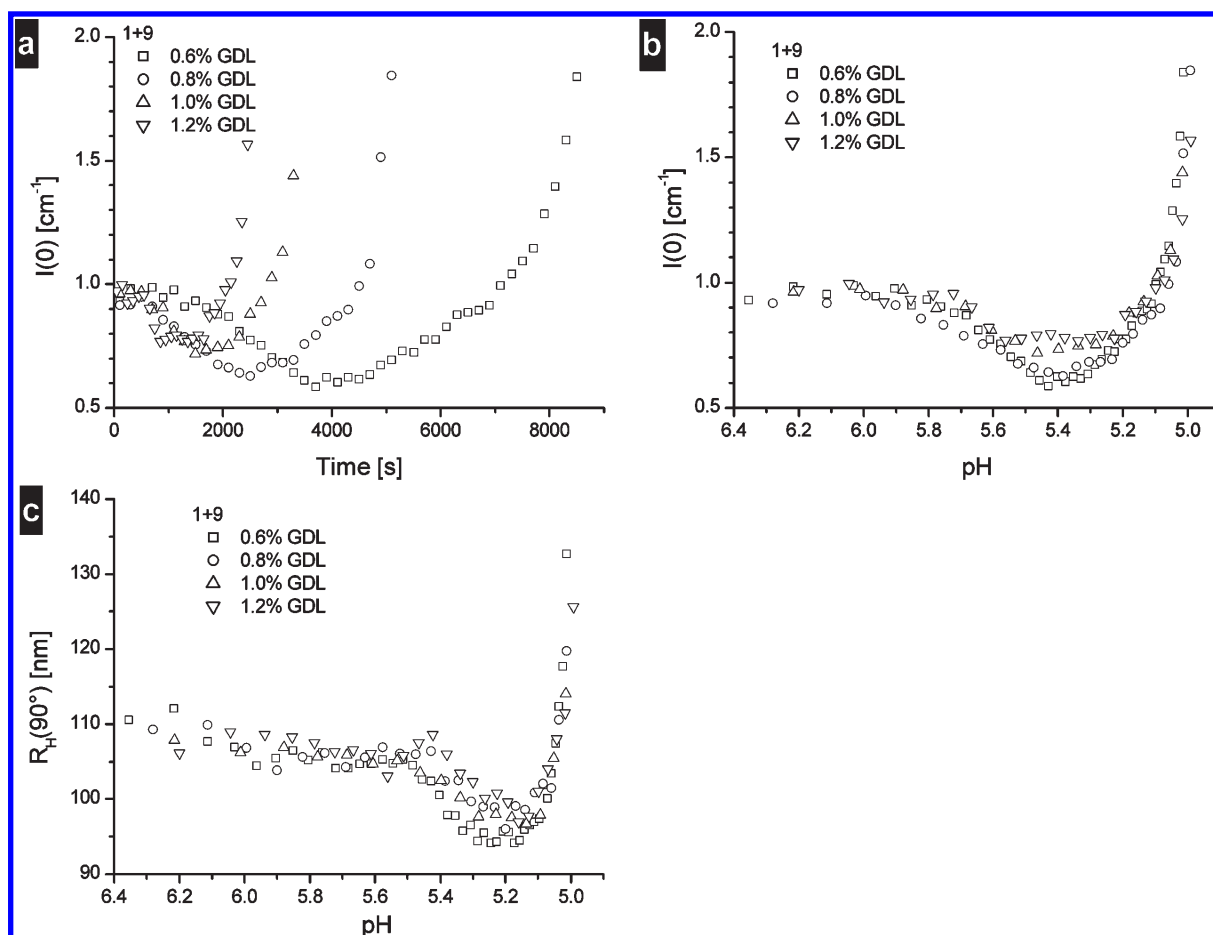 a
1+9
0.6% GDL
0.8% GDL
1.0% GDL
1.2% GDL
2.0
1.5
1.0
0.5
I(0) [cm⁻¹]
0
2000
4000
6000
8000
Time [s]
b
1+9
0.6% GDL
0.8% GDL
1.0% GDL
1.2% GDL
2.0
1.5
1.0
0.5
I(0) [cm⁻¹]
6.4
6.2
6.0
5.8
5.6
5.4
5.2
5.0
pH
c
1+9
0.6% GDL
0.8% GDL
1.0% GDL
1.2% GDL
140
130
120
110
100
90
R_H(90°) [nm]
6.4
6.2
6.0
5.8
5.6
5.4
5.2
5.0
pH